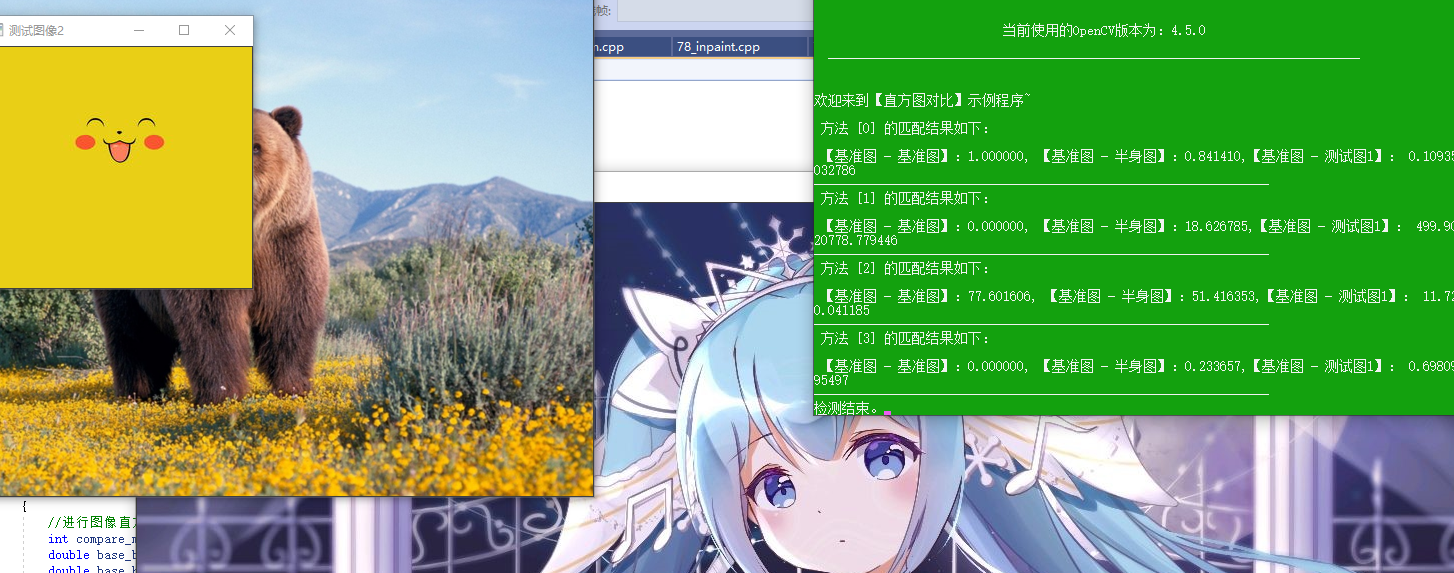 测试图像2
帧:
n.cpp
78_inpaint.cpp
当前使用的OpenCV版本为: 4.5.0
欢迎来到【直方图对比】示例程序~
方法 [0] 的匹配结果如下:
【基准图 - 基准图】: 1.000000, 【基准图 - 半身图】: 0.841410,【基准图 - 测试图1】: 0.10935
032786
方法 [1] 的匹配结果如下:
【基准图 - 基准图】: 0.000000, 【基准图 - 半身图】: 18.626785,【基准图 - 测试图1】: 499.90
20778.779446
方法 [2] 的匹配结果如下:
【基准图 - 基准图】: 77.601606, 【基准图 - 半身图】: 51.416353,【基准图 - 测试图1】: 11.72
0.041185
方法 [3] 的匹配结果如下:
【基准图 - 基准图】: 0.000000, 【基准图 - 半身图】: 0.233657,【基准图 - 测试图1】: 0.69809
95497
检测结束。
{
//进行图像直方
int compare_m
double base_b
double base_h